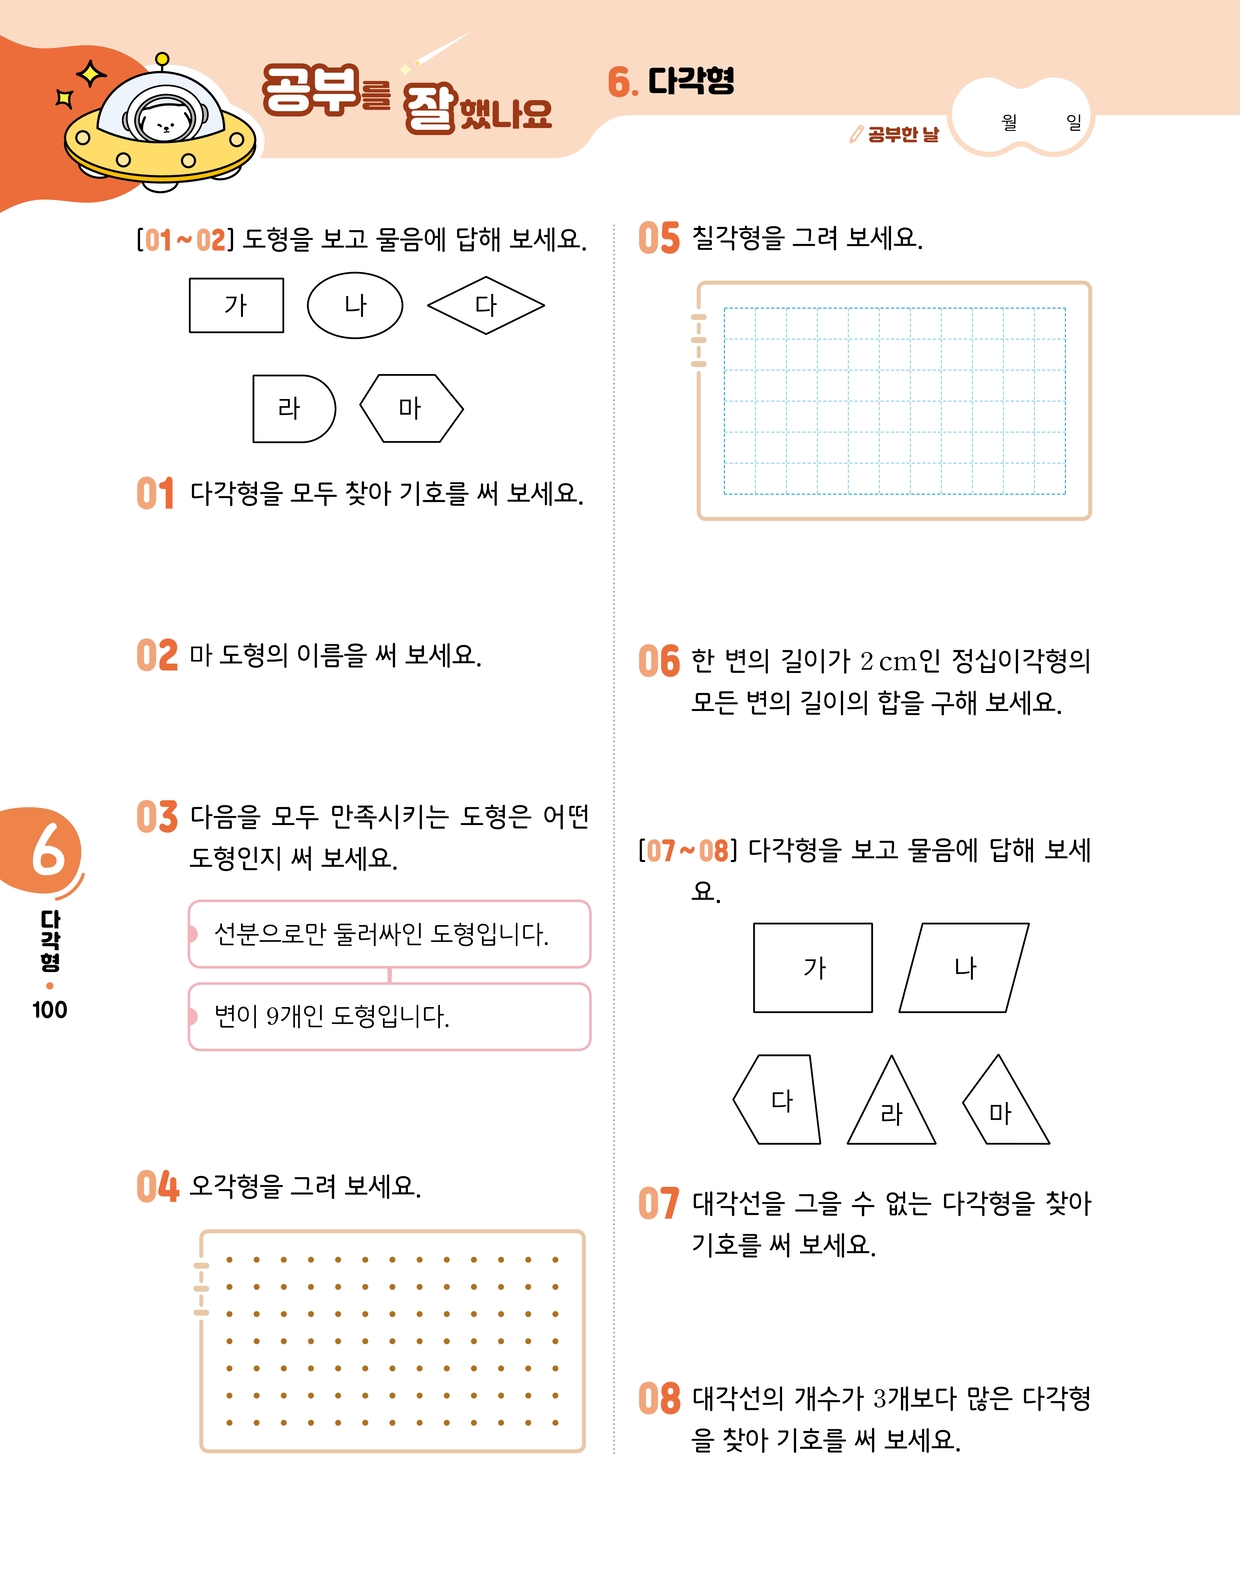 공부를 잘했나요
6. 다각형
공부한 날
월 일
[01~02] 도형을 보고 물음에 답해 보세요.
가
나
다
라
마
01 다각형을 모두 찾아 기호를 써 보세요.
02 마 도형의 이름을 써 보세요.
03 다음을 모두 만족시키는 도형은 어떤
도형인지 써 보세요.
선분으로만 둘러싸인 도형입니다.
변이 9개인 도형입니다.
04 오각형을 그려 보세요.
05 칠각형을 그려 보세요.
06 한 변의 길이가 2 cm인 정십이각형의
모든 변의 길이의 합을 구해 보세요.
[07~08] 다각형을 보고 물음에 답해 보세
요.
가
나
다
라
마
07 대각선을 그을 수 없는 다각형을 찾아
기호를 써 보세요.
08 대각선의 개수가 3개보다 많은 다각형
을 찾아 기호를 써 보세요.
6
다각형
100